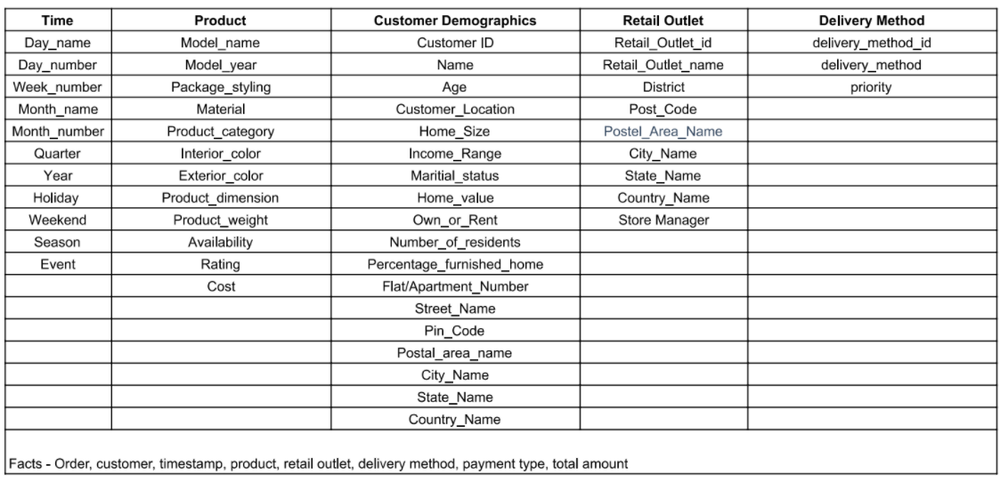 Time Product Customer Demographics Retail Outlet Delivery Method
Day_name Model_name Customer ID Retail_Outlet_id delivery_method_id
Day_number Model_year Name Retail_Outlet_name delivery_method
Week_number Package_styling Age District priority
Month_name Material Customer_Location Post_Code
Month_number Product_category Home_Size Postel_Area_Name
Quarter Interior_color Income_Range City_Name
Year Exterior_color Maritial_status State_Name
Holiday Product_dimension Home_value Country_Name
Weekend Product_weight Own_or_Rent Store Manager
Season Availability Number_of_residents
Event Rating Percentage_furnished_home
Cost Flat/Apartment_Number
Street_Name
Pin_Code
Postal_area_name
City_Name
State_Name
Country_Name
Facts - Order, customer, timestamp, product, retail outlet, delivery method, payment type, total amount